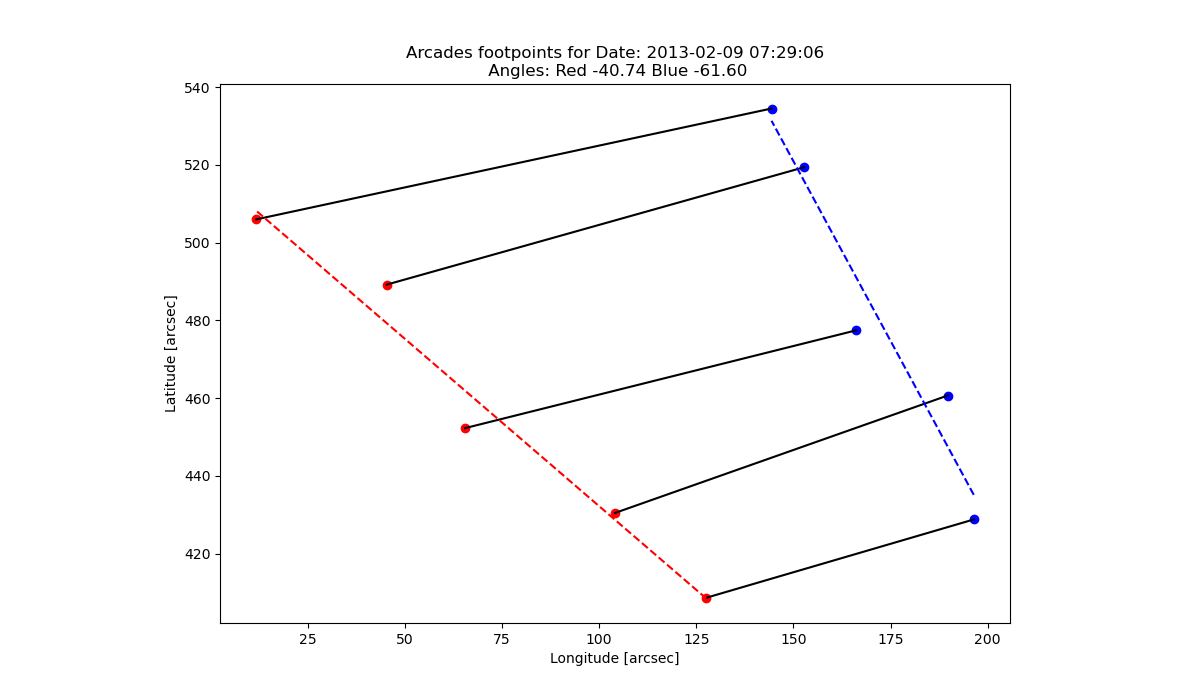 Arcades footpoints for Date: 2013-02-09 07:29:06
Angles: Red -40.74 Blue -61.60
540
520
500
480
460
440
420
Latitude [arcsec]
25 50 75 100 125 150 175 200
Longitude [arcsec]